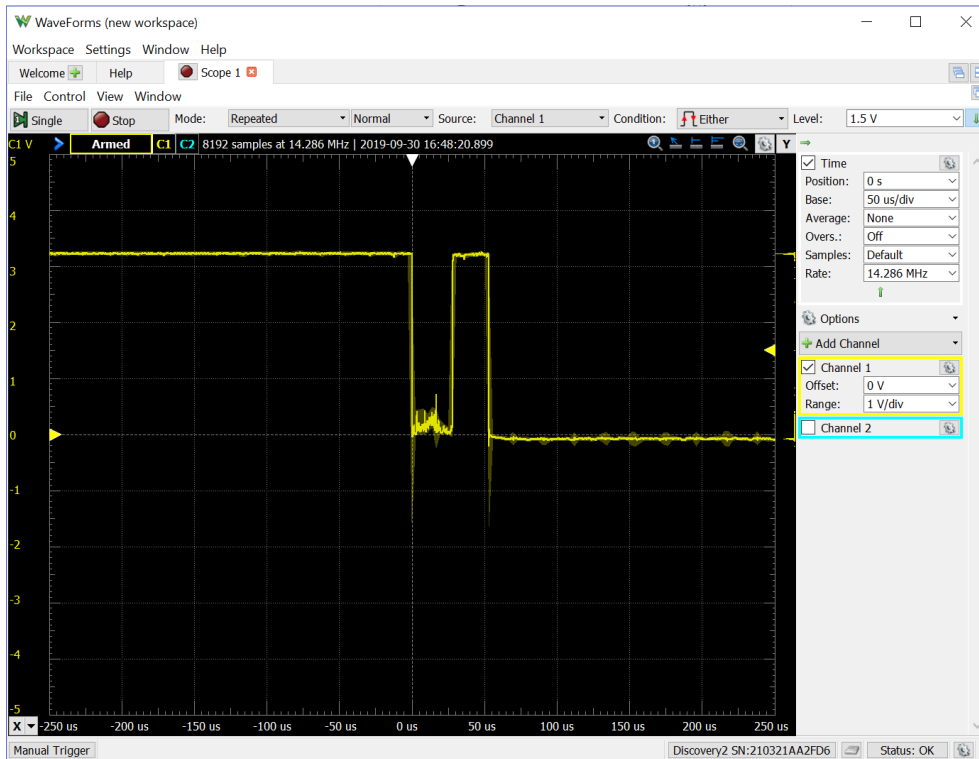 WaveForms (new workspace)
Workspace Settings Window Help
Welcome Help Scope 1
File Control View Window
Single Stop Mode: Repeated Normal Source: Channel 1 Condition: Either Level: 1.5 V
C1 V Armed C1 C2 8192 samples at 14.286 MHz | 2019-09-30 16:48:20.899 Y
5
4
3
2
1
0
-1
-2
-3
-4
-5
X -250 us -200 us -150 us -100 us -50 us 0 us 50 us 100 us 150 us 200 us 250 us
Time
Position: 0 s
Base: 50 us/div
Average: None
Overs.: Off
Samples: Default
Rate: 14.286 MHz
Options
Add Channel
Channel 1
Offset: 0 V
Range: 1 V/div
Channel 2
Manual Trigger Discovery2 SN:210321AA2FD6 Status: OK